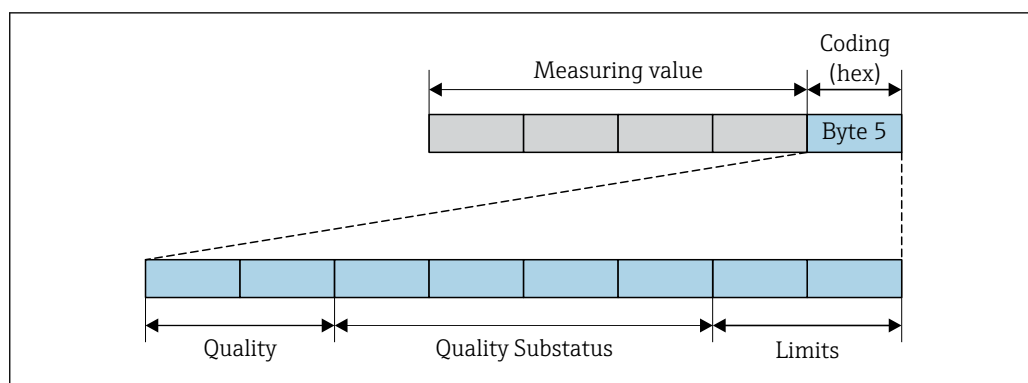 Coding
(hex)
Measuring value
Byte 5
Quality
Quality Substatus
Limits